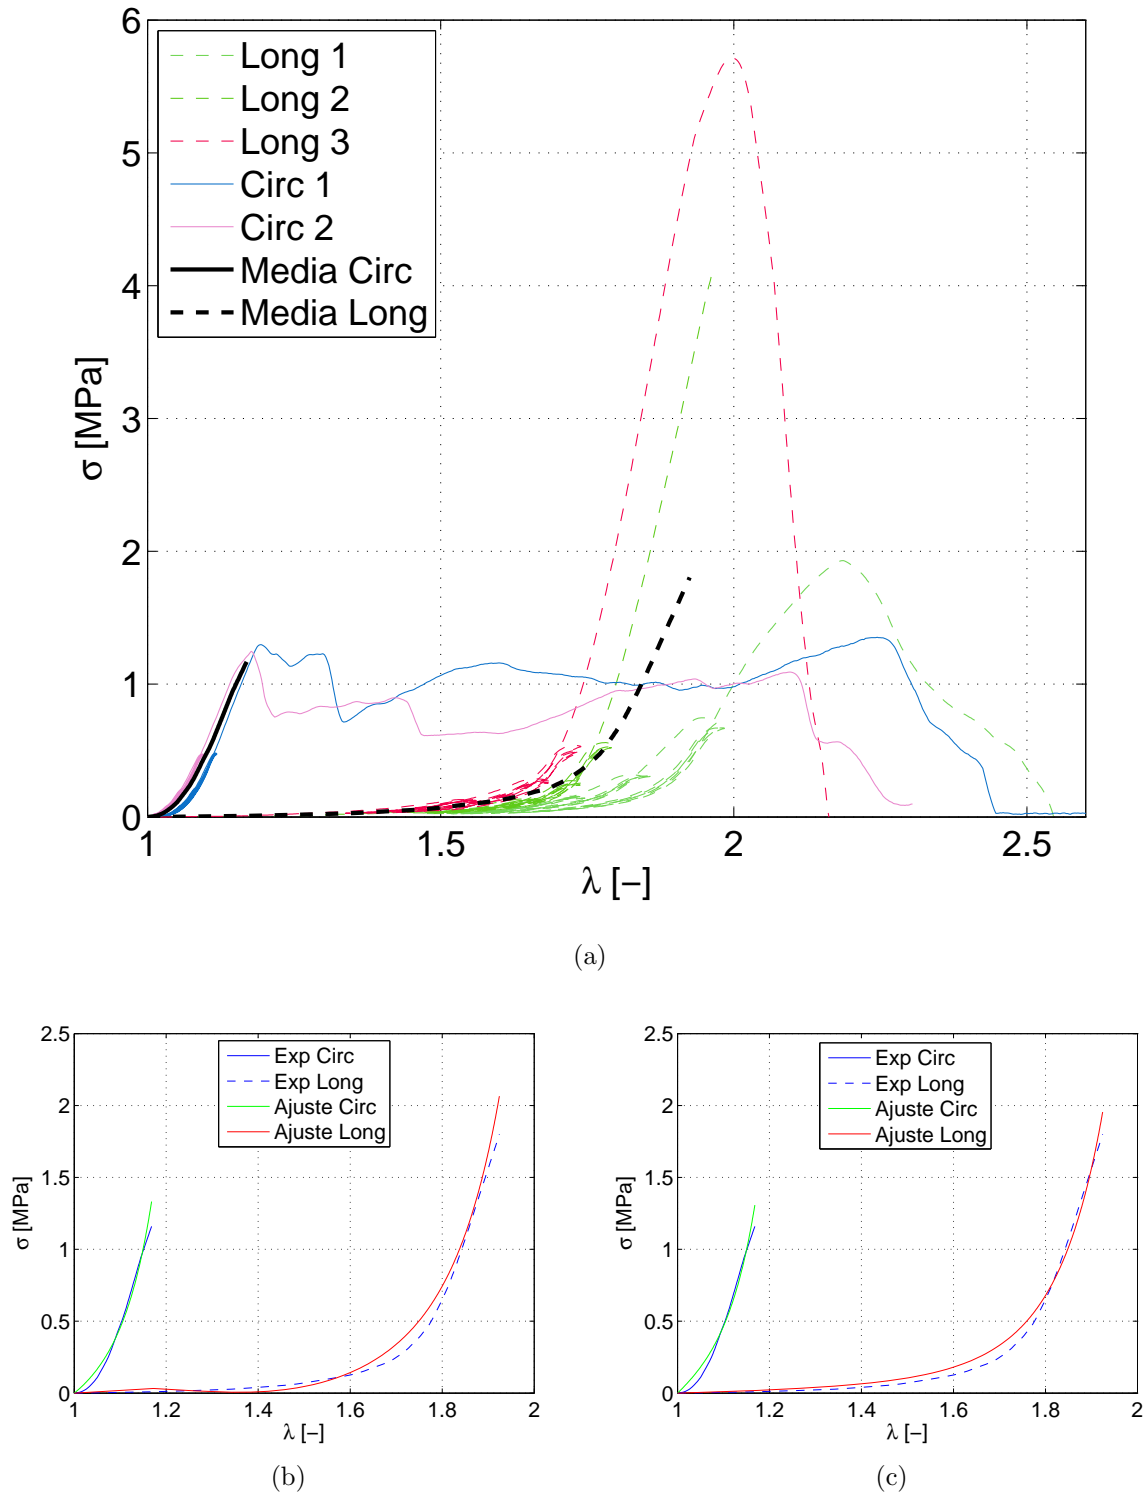 6
5
4
3
2
1
0
σ [MPa]
Long 1
Long 2
Long 3
Circ 1
Circ 2
Media Circ
Media Long
1
1.5
2
2.5
λ [−]
(a)
2.5
2
1.5
1
0.5
0
σ [MPa]
Exp Circ
Exp Long
Ajuste Circ
Ajuste Long
1
1.2
1.4
1.6
1.8
2
λ [−]
(b)
2.5
2
1.5
1
0.5
0
σ [MPa]
Exp Circ
Exp Long
Ajuste Circ
Ajuste Long
1
1.2
1.4
1.6
1.8
2
λ [−]
(c)